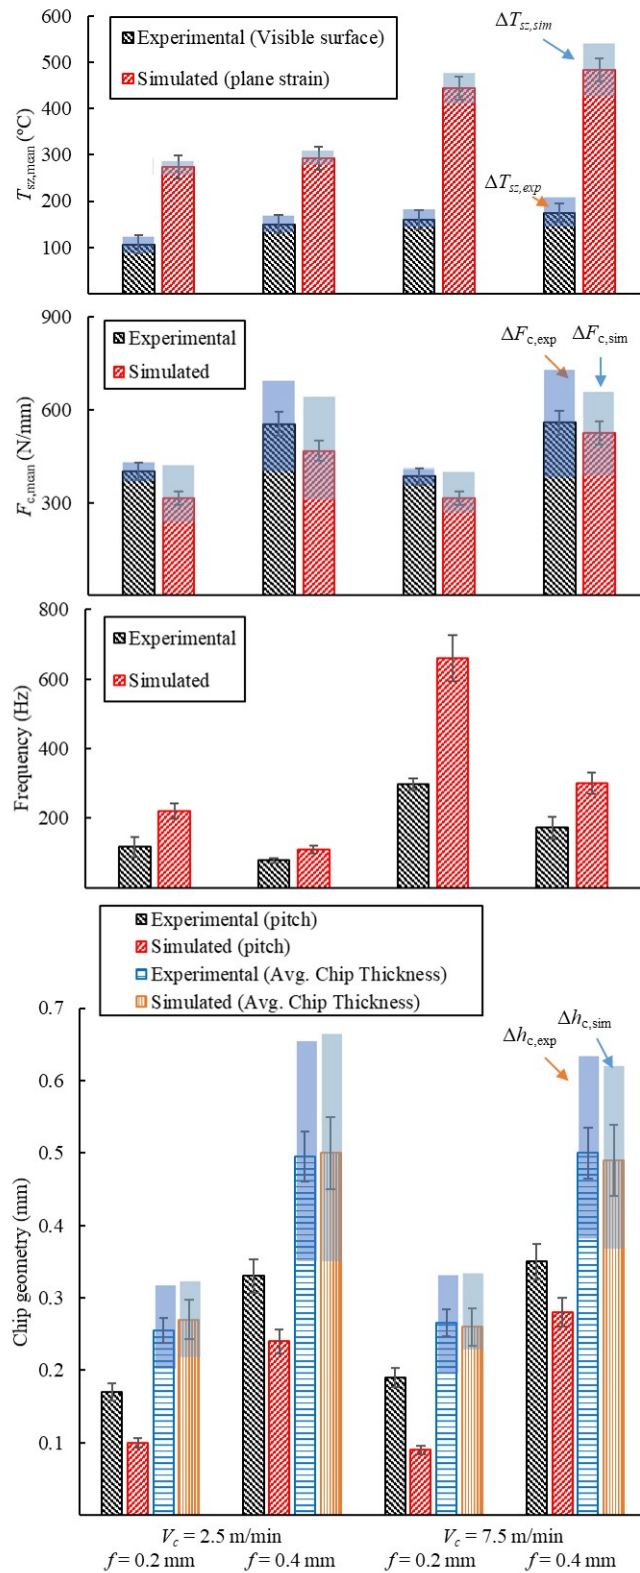 600
500
400
300
200
100
T_sz,mean (°C)
Experimental (Visible surface)
Simulated (plane strain)
ΔT_sz,sim
ΔT_sz,exp
900
600
300
F_c,mean (N/mm)
Experimental
Simulated
ΔF_c,exp
ΔF_c,sim
800
600
400
200
Frequency (Hz)
Experimental
Simulated
Experimental (pitch)
Simulated (pitch)
Experimental (Avg. Chip Thickness)
Simulated (Avg. Chip Thickness)
0.7
0.6
0.5
0.4
0.3
0.2
0.1
Chip geometry (mm)
Δh_c,exp
Δh_c,sim
V_c = 2.5 m/min V_c = 7.5 m/min
f = 0.2 mm f = 0.4 mm f = 0.2 mm f = 0.4 mm